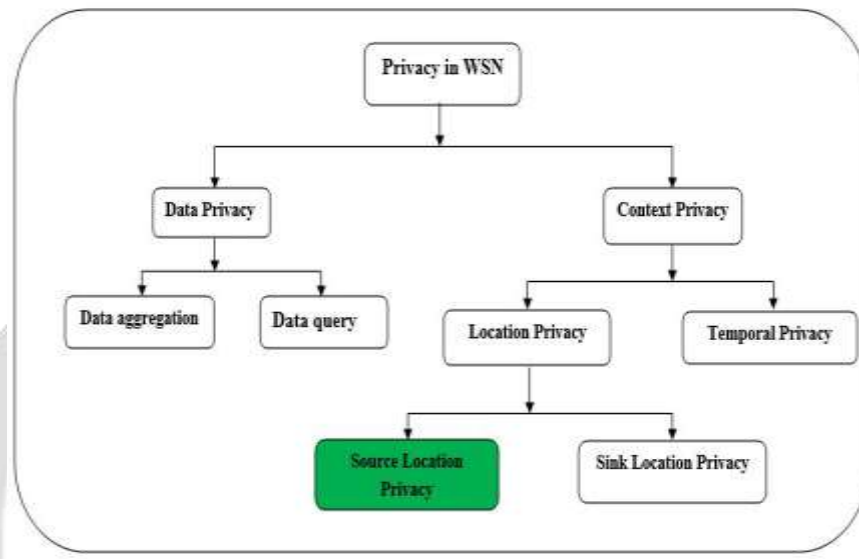 Privacy in WSN
Data Privacy
Context Privacy
Data aggregation
Data query
Location Privacy
Temporal Privacy
Source Location
Privacy
Sink Location Privacy